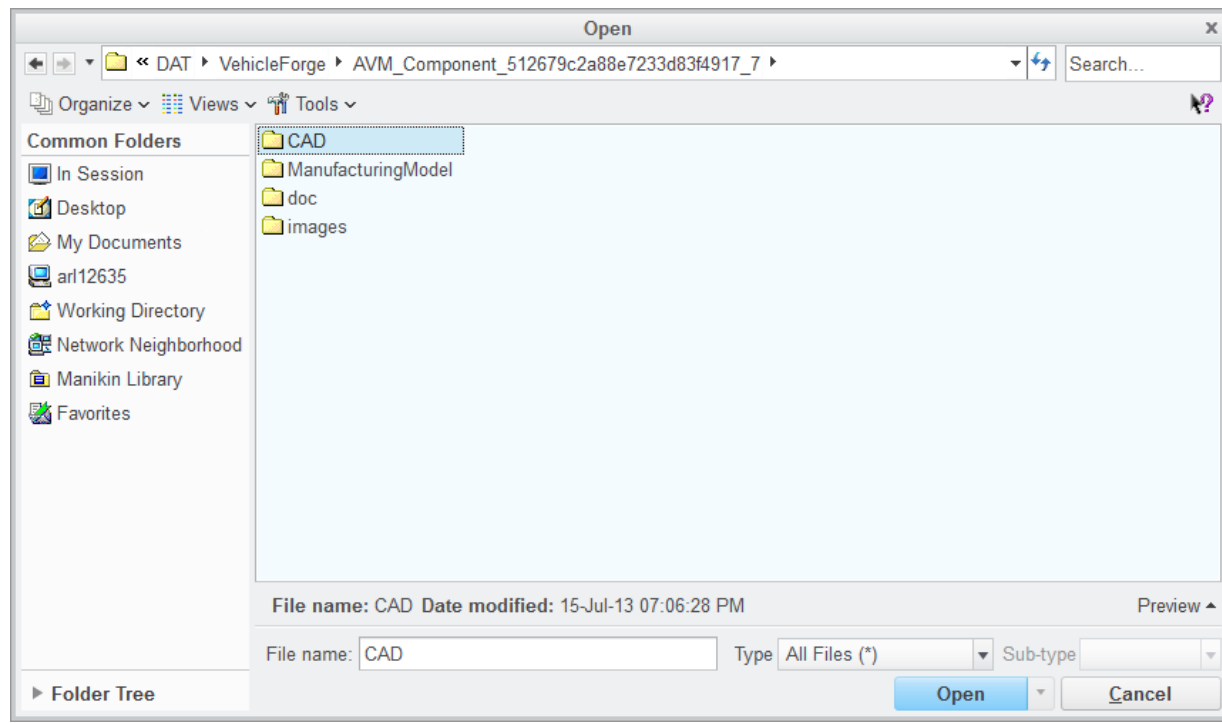 Open x
« DAT VehicleForge AVM_Component_512679c2a88e7233d83f4917_7 Search...
Organize Views Tools ?
Common Folders
In Session
Desktop
My Documents
arl12635
Working Directory
Network Neighborhood
Manikin Library
Favorites
Folder Tree
CAD
ManufacturingModel
doc
images
File name: CAD Date modified: 15-Jul-13 07:06:28 PM Preview
File name: CAD Type All Files (*) Sub-type
Open Cancel